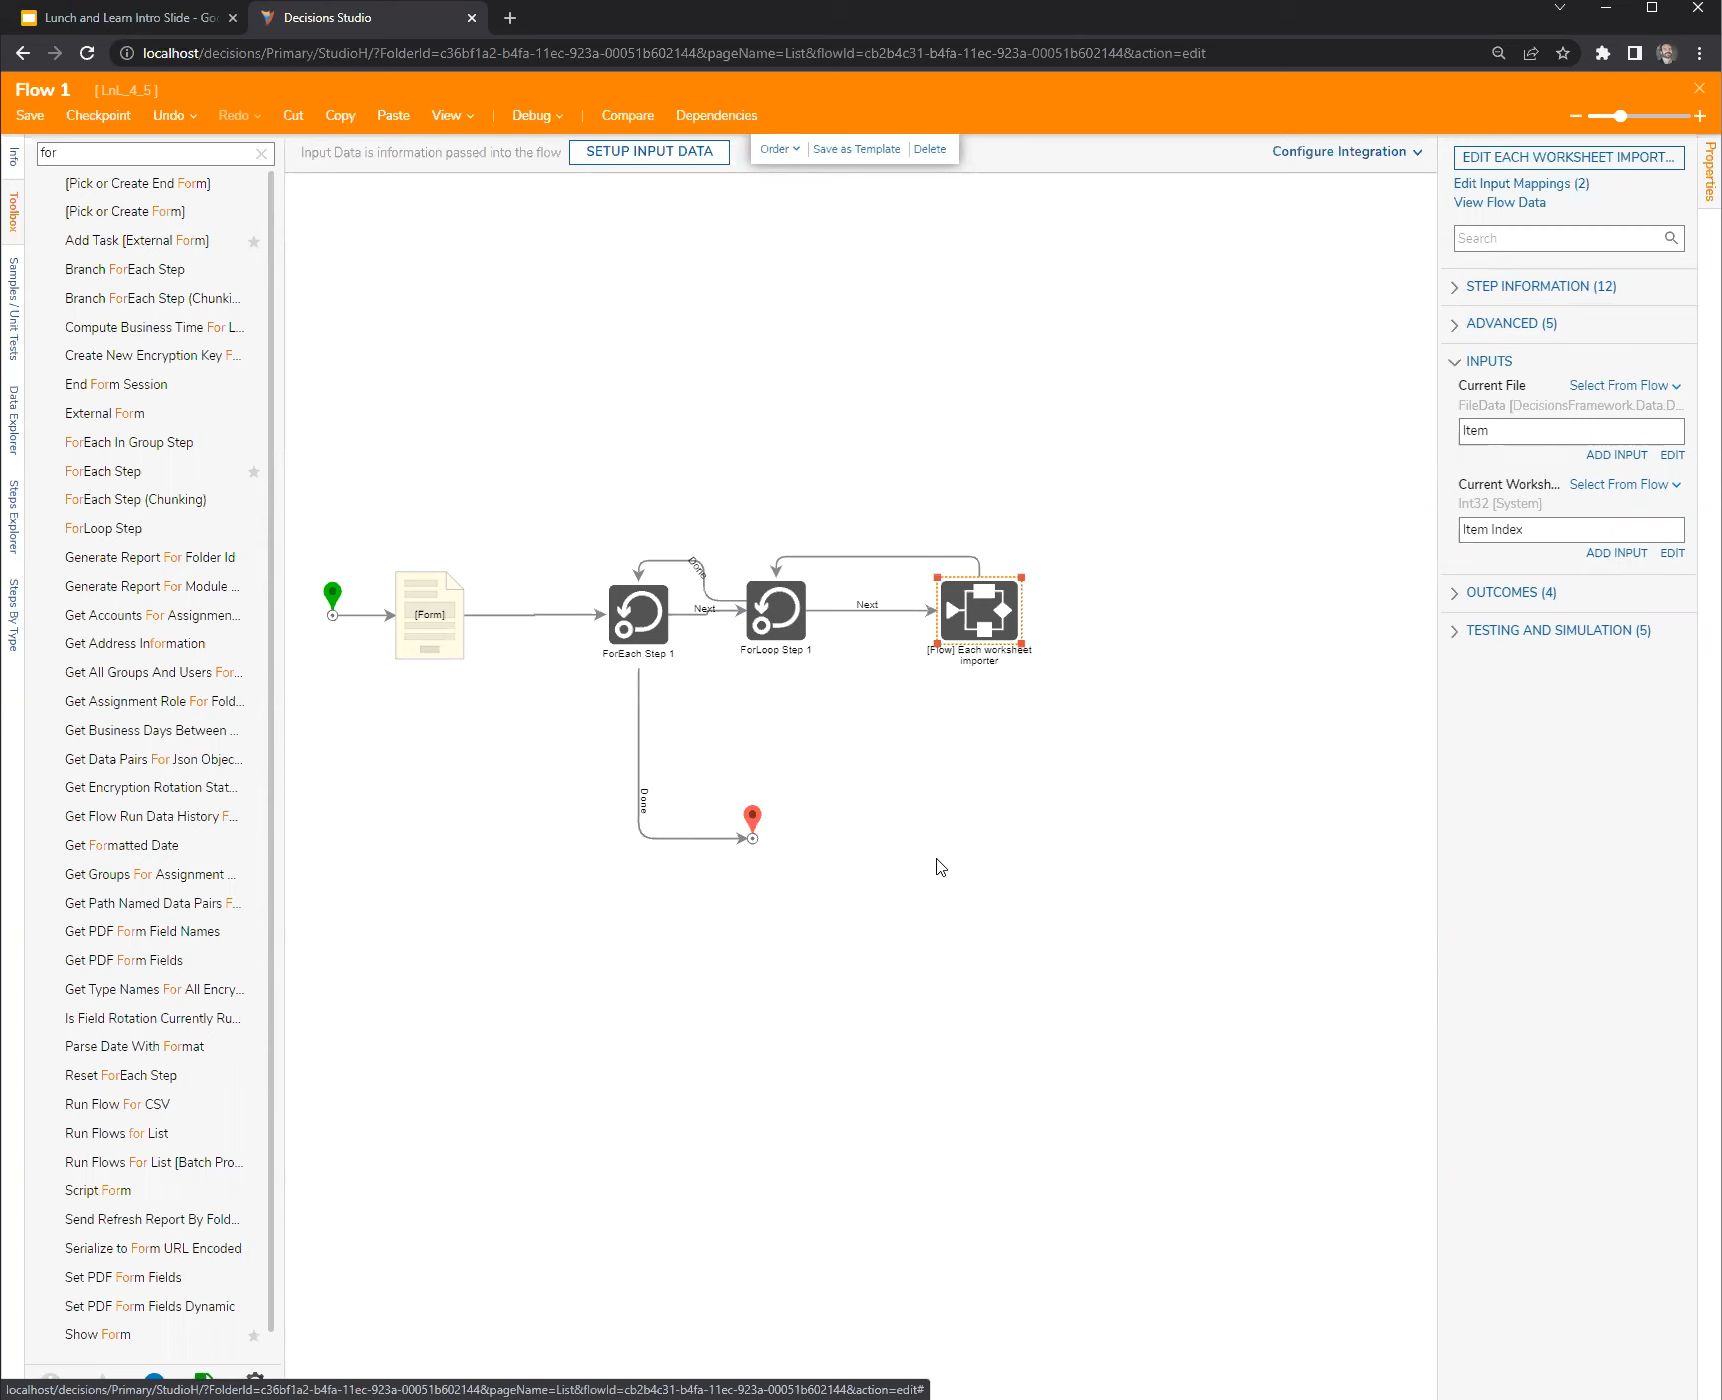 Lunch and Learn Intro Slide - Goo
Decisions Studio
localhost/decisions/Primary/StudioH/?FolderId=c36bf1a2-b4fa-11ec-923a-00051b602144&pageName=List&flowId=cb2b4c31-b4fa-11ec-923a-00051b602144&action=edit
Flow 1 [LnL_4_5]
Save Checkpoint Undo Redo Cut Copy Paste View Debug Compare Dependencies
Info
Toolbox
Samples / Unit Tests
Data Explorer
Steps Explorer
Steps By Type
for
[Pick or Create End Form]
[Pick or Create Form]
Add Task [External Form]
Branch ForEach Step
Branch ForEach Step (Chunki...
Compute Business Time For L...
Create New Encryption Key F...
End Form Session
External Form
ForEach In Group Step
ForEach Step
ForEach Step (Chunking)
ForLoop Step
Generate Report For Folder Id
Generate Report For Module ...
Get Accounts For Assignmen...
Get Address Information
Get All Groups And Users For...
Get Assignment Role For Fold...
Get Business Days Between ...
Get Data Pairs For Json Objec...
Get Encryption Rotation Stat...
Get Flow Run Data History F...
Get Formatted Date
Get Groups For Assignment ...
Get Path Named Data Pairs F...
Get PDF Form Field Names
Get PDF Form Fields
Get Type Names For All Encry...
Is Field Rotation Currently Ru...
Parse Date With Format
Reset ForEach Step
Run Flow For CSV
Run Flows for List
Run Flows For List [Batch Pro...
Script Form
Send Refresh Report By Fold...
Serialize to Form URL Encoded
Set PDF Form Fields
Set PDF Form Fields Dynamic
Show Form
Input Data is information passed into the flow
SETUP INPUT DATA
Order Save as Template Delete
Configure Integration
[Form]
ForEach Step 1
Next
Done
ForLoop Step 1
Next
[Flow] Each worksheet
importer
Done
EDIT EACH WORKSHEET IMPORT...
Edit Input Mappings (2)
View Flow Data
Search
STEP INFORMATION (12)
ADVANCED (5)
INPUTS
Current File Select From Flow
FileData [DecisionsFramework.Data.D...
Item
ADD INPUT EDIT
Current Worksh... Select From Flow
Int32 [System]
Item Index
ADD INPUT EDIT
OUTCOMES (4)
TESTING AND SIMULATION (5)
Properties
localhost/decisions/Primary/StudioH/?FolderId=c36bf1a2-b4fa-11ec-923a-00051b602144&pageName=List&flowId=cb2b4c31-b4fa-11ec-923a-00051b602144&action=edit#